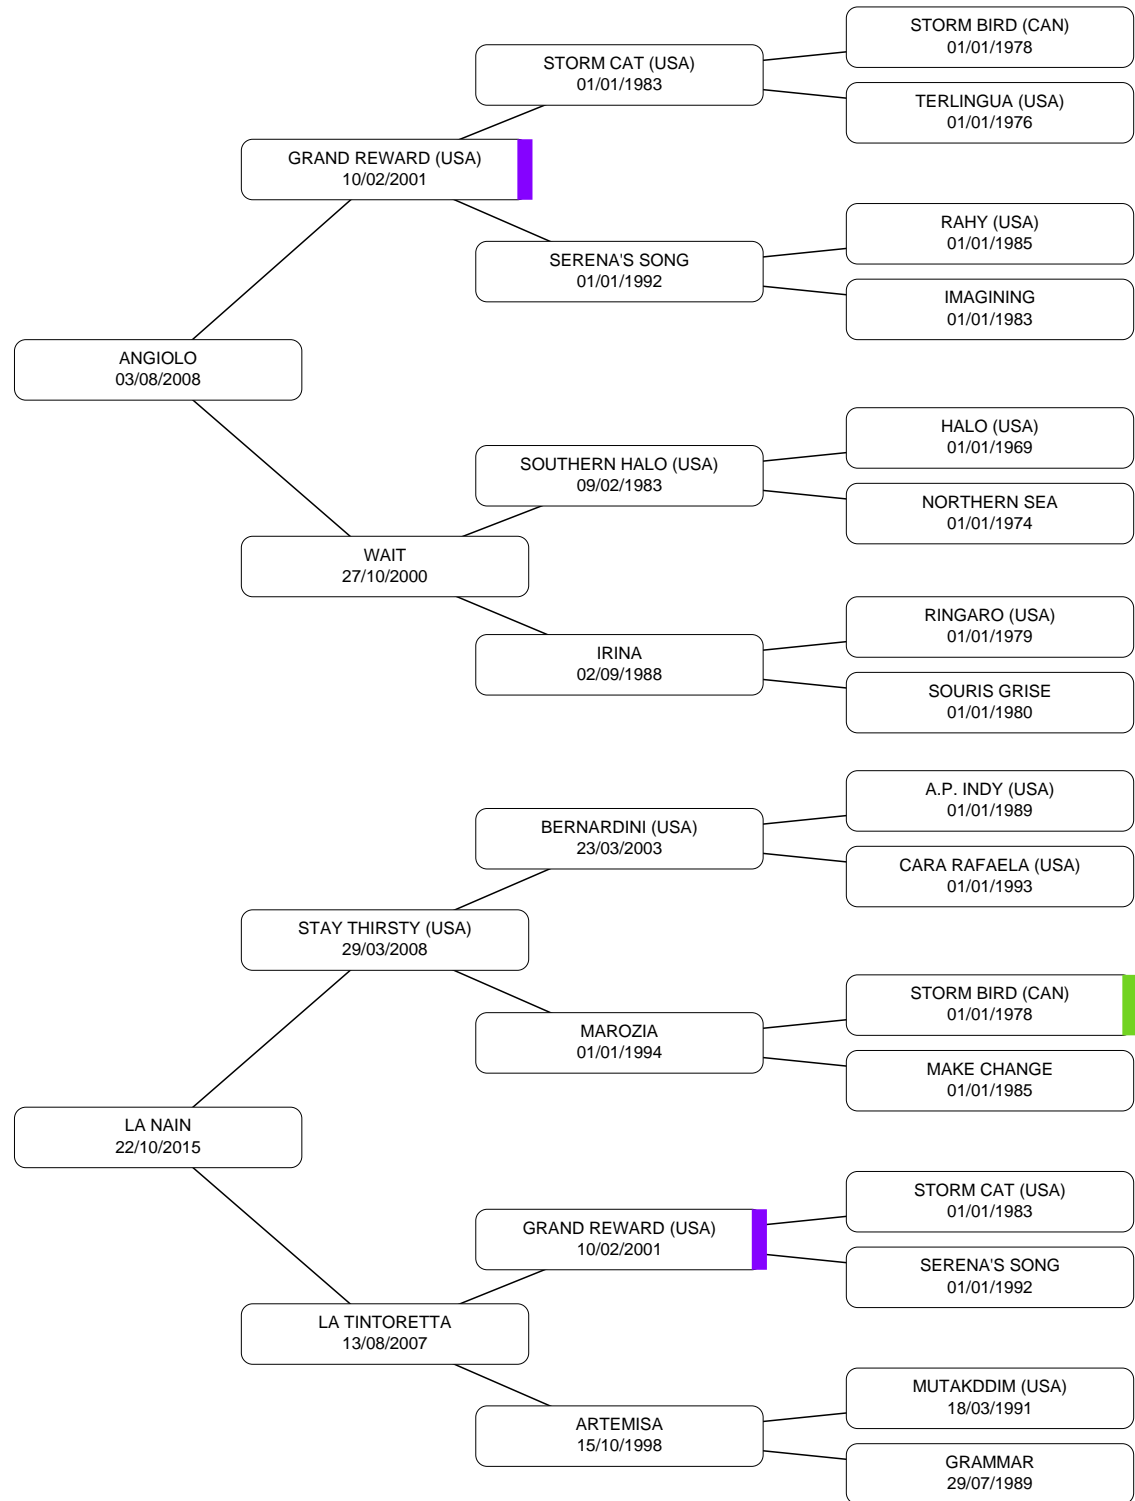 STORM BIRD (CAN)
01/01/1978
STORM CAT (USA)
01/01/1983
TERLINGUA (USA)
01/01/1976
GRAND REWARD (USA)
10/02/2001
RAHY (USA)
01/01/1985
SERENA'S SONG
01/01/1992
IMAGINING
01/01/1983
ANGIOLO
03/08/2008
HALO (USA)
01/01/1969
SOUTHERN HALO (USA)
09/02/1983
NORTHERN SEA
01/01/1974
WAIT
27/10/2000
RINGARO (USA)
01/01/1979
IRINA
02/09/1988
SOURIS GRISE
01/01/1980
A.P. INDY (USA)
01/01/1989
BERNARDINI (USA)
23/03/2003
CARA RAFAELA (USA)
01/01/1993
STAY THIRSTY (USA)
29/03/2008
STORM BIRD (CAN)
01/01/1978
MAROZIA
01/01/1994
MAKE CHANGE
01/01/1985
LA NAIN
22/10/2015
STORM CAT (USA)
01/01/1983
GRAND REWARD (USA)
10/02/2001
SERENA'S SONG
01/01/1992
LA TINTORETTA
13/08/2007
MUTAKDDIM (USA)
18/03/1991
ARTEMISA
15/10/1998
GRAMMAR
29/07/1989